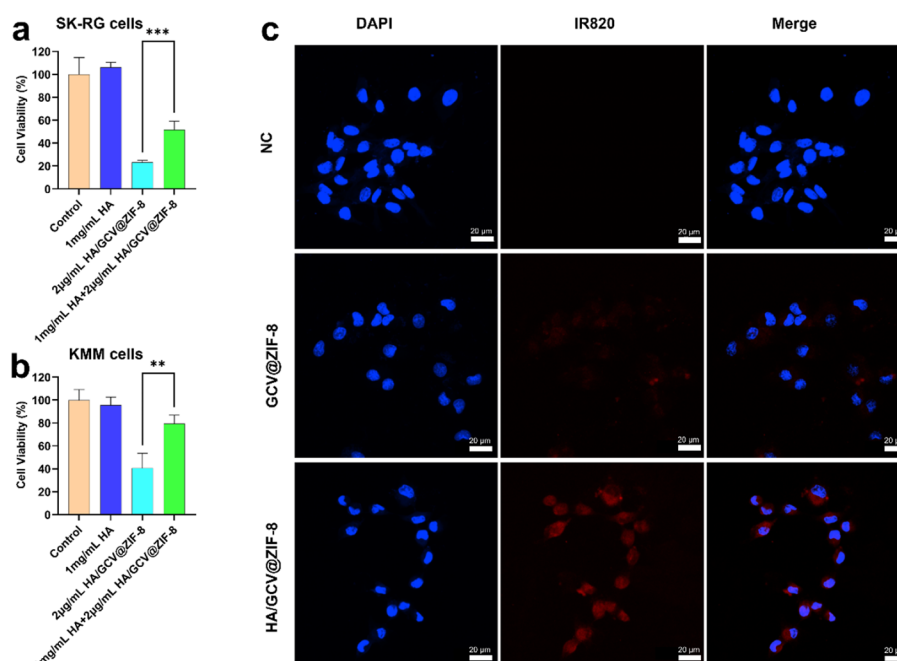 a
SK-RG cells
***
Cell Viability (%)
120
100
80
60
40
20
0
Control
1mg/mL HA
2μg/mL HA/GCV@ZIF-8
1mg/mL HA+2μg/mL HA/GCV@ZIF-8
b
KMM cells
**
Cell Viability (%)
120
100
80
60
40
20
0
Control
1mg/mL HA
2μg/mL HA/GCV@ZIF-8
mg/mL HA+2μg/mL HA/GCV@ZIF-8
c
DAPI
IR820
Merge
NC
20 μm
20 μm
20 μ
GCV@ZIF-8
20 μm
20 μm
20 μ
HA/GCV@ZIF-8
20 μm
20 μm
20 μ